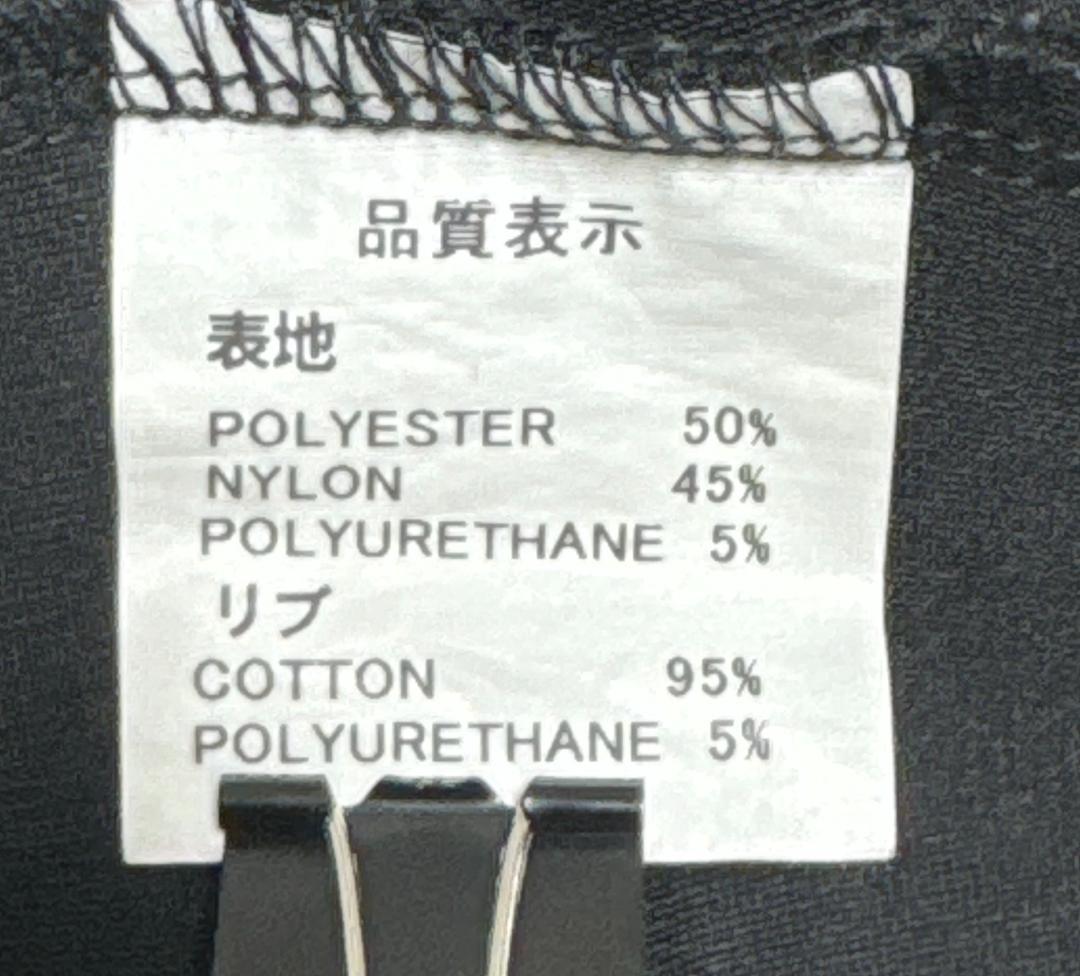 品質表示
表地
POLYESTER 50%
NYLON 45%
POLYURETHANE 5%
リブ
COTTON 95%
POLYURETHANE 5%